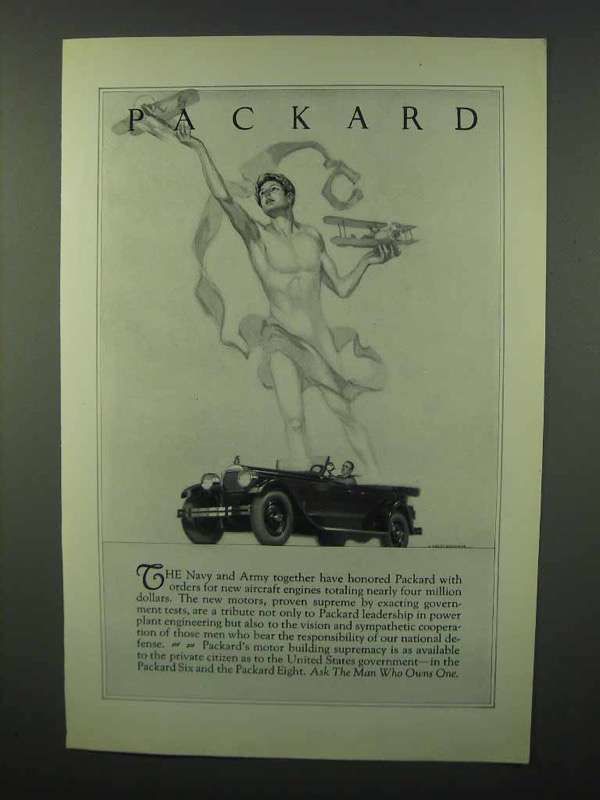 PACKARD
THE Navy and Army together have honored Packard with
orders for new aircraft engines totaling nearly four million
dollars. The new motors, proven supreme by exacting govern-
ment tests, are a tribute not only to Packard leadership in power
plant engineering but also to the vision and sympathetic coopera-
tion of those men who bear the responsibility of our national de-
fense. Packard's motor building supremacy is as available
to the private citizen as to the United States government—in the
Packard Six and the Packard Eight. Ask The Man Who Owns One.